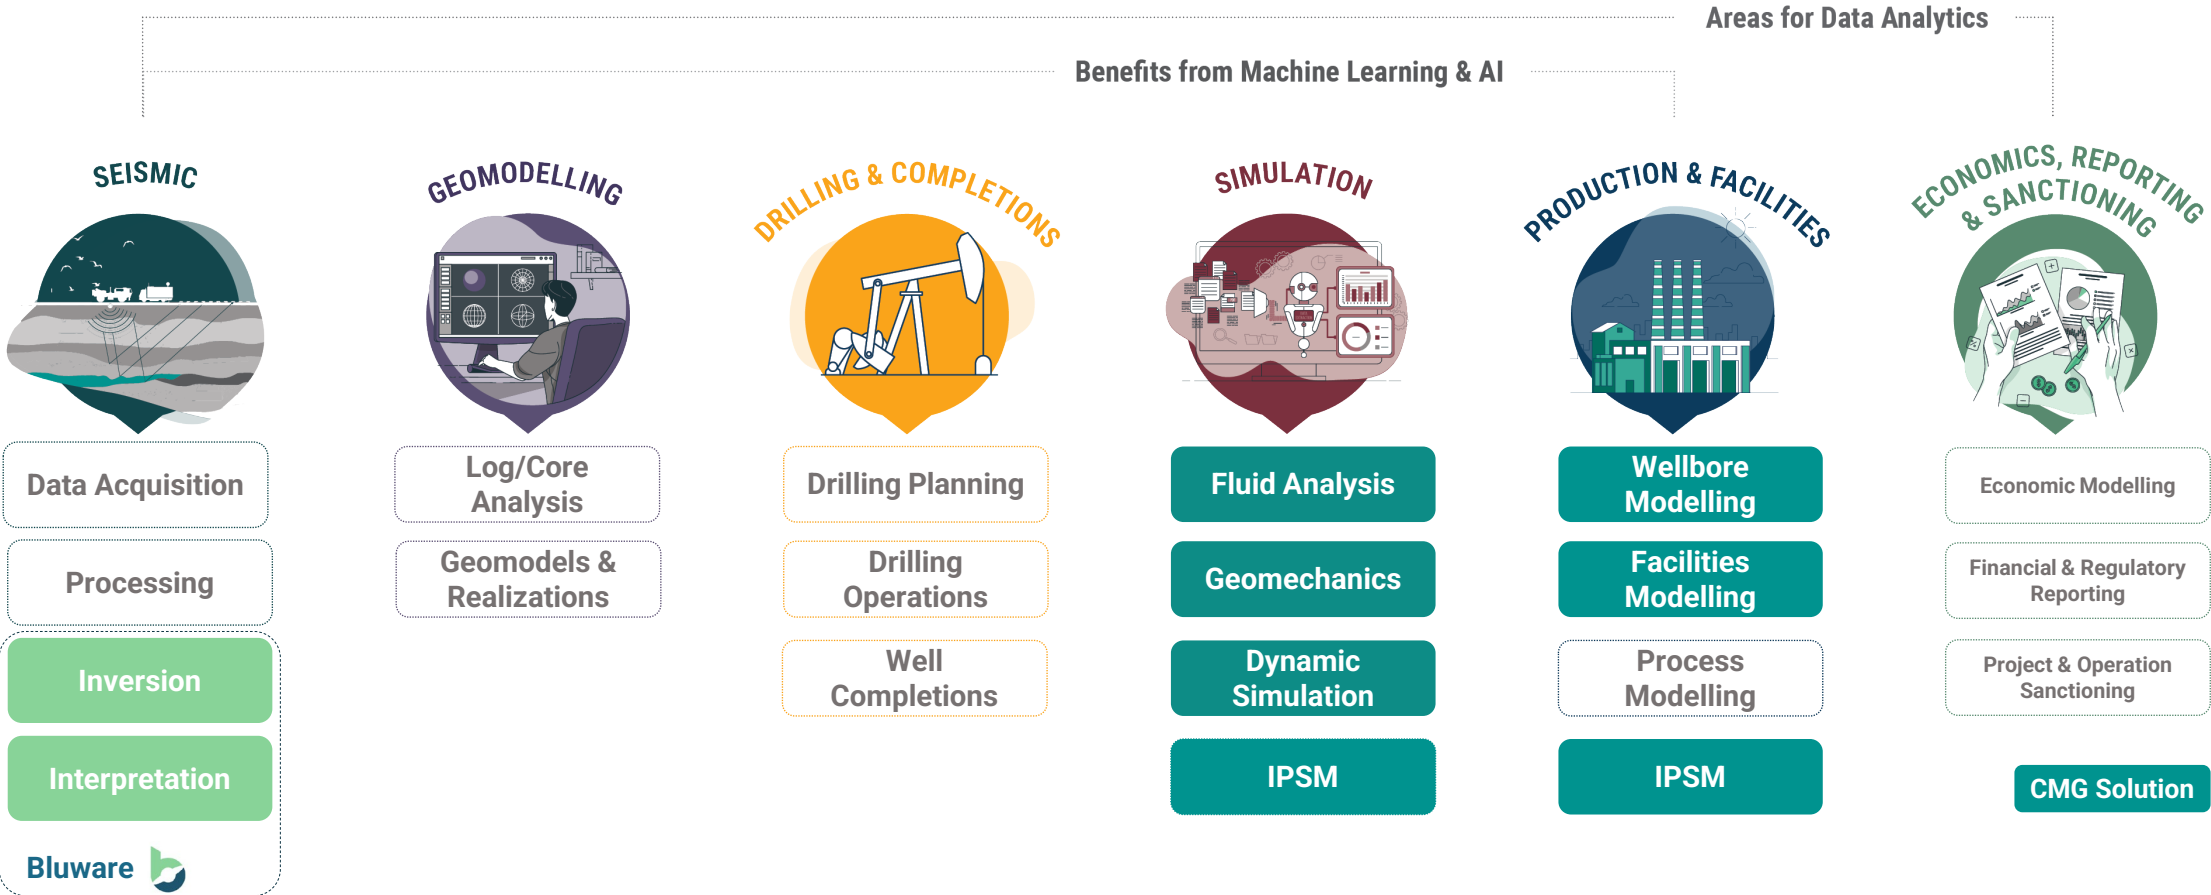 Areas for Data Analytics
Benefits from Machine Learning & AI
SEISMIC
Data Acquisition
Processing
Inversion
Interpretation
Bluware
GEOMODELLING
Log/Core
Analysis
Geomodels &
Realizations
DRILLING & COMPLETIONS
Drilling Planning
Drilling
Operations
Well
Completions
SIMULATION
Fluid Analysis
Geomechanics
Dynamic
Simulation
IPSM
PRODUCTION & FACILITIES
Wellbore
Modelling
Facilities
Modelling
Process
Modelling
IPSM
ECONOMICS, REPORTING
& SANCTIONING
Economic Modelling
Financial & Regulatory
Reporting
Project & Operation
Sanctioning
CMG Solution